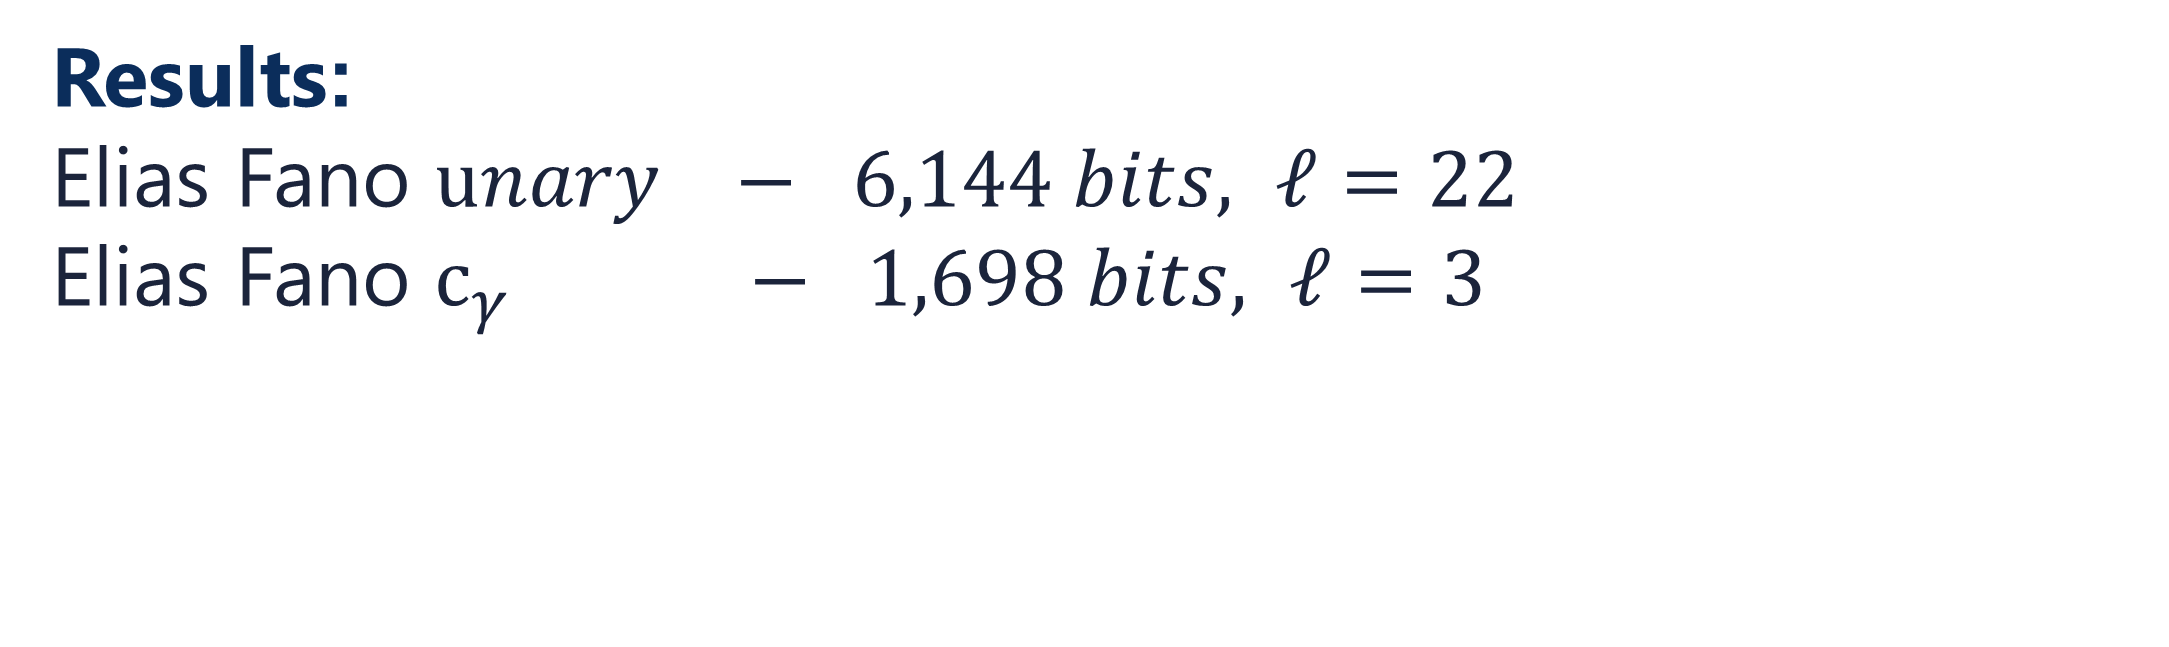 Results:
Elias Fano unary − 6,144 bits, ℓ = 22
Elias Fano cᵧ − 1,698 bits, ℓ = 3